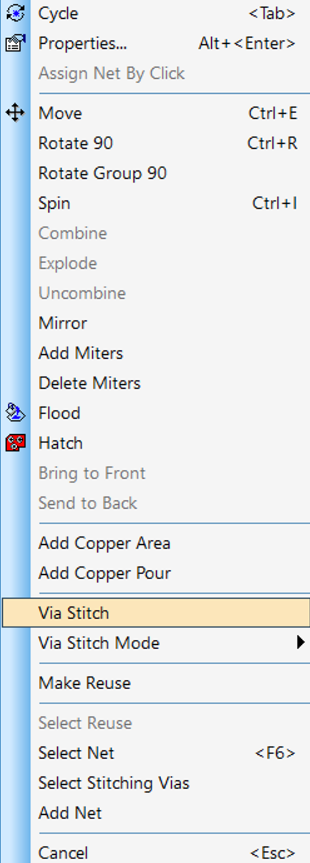 Cycle <Tab>
Properties... Alt+<Enter>
Assign Net By Click
Move Ctrl+E
Rotate 90 Ctrl+R
Rotate Group 90
Spin Ctrl+I
Combine
Explode
Uncombine
Mirror
Add Miters
Delete Miters
Flood
Hatch
Bring to Front
Send to Back
Add Copper Area
Add Copper Pour
Via Stitch
Via Stitch Mode
Make Reuse
Select Reuse
Select Net <F6>
Select Stitching Vias
Add Net
Cancel <Esc>